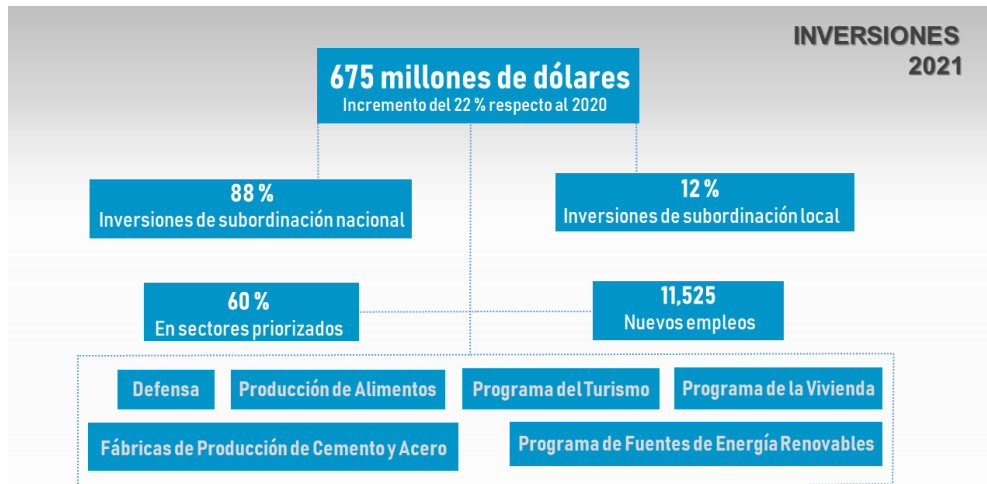 INVERSIONES
2021
675 millones de dólares
Incremento del 22 % respecto al 2020
88 %
Inversiones de subordinación nacional
12 %
Inversiones de subordinación local
60 %
En sectores priorizados
11,525
Nuevos empleos
Defensa
Producción de Alimentos
Programa del Turismo
Programa de la Vivienda
Fábricas de Producción de Cemento y Acero
Programa de Fuentes de Energía Renovables